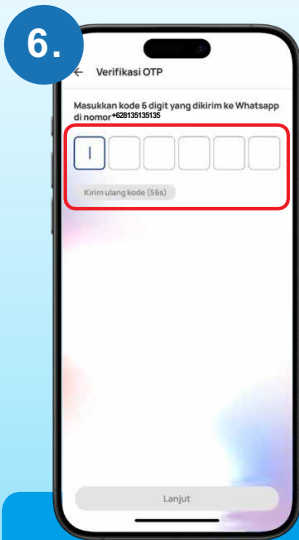 6.
← Verifikasi OTP
Masukkan kode 6 digit yang dikirim ke Whatsapp
di nomor +628135135135
Kirim ulang kode (56s)
Lanjut